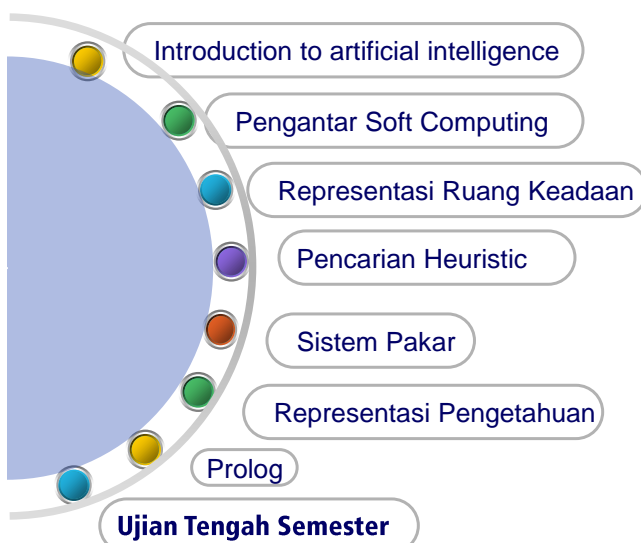 Introduction to artificial intelligence
Pengantar Soft Computing
Representasi Ruang Keadaan
Pencarian Heuristic
Sistem Pakar
Representasi Pengetahuan
Prolog
Ujian Tengah Semester